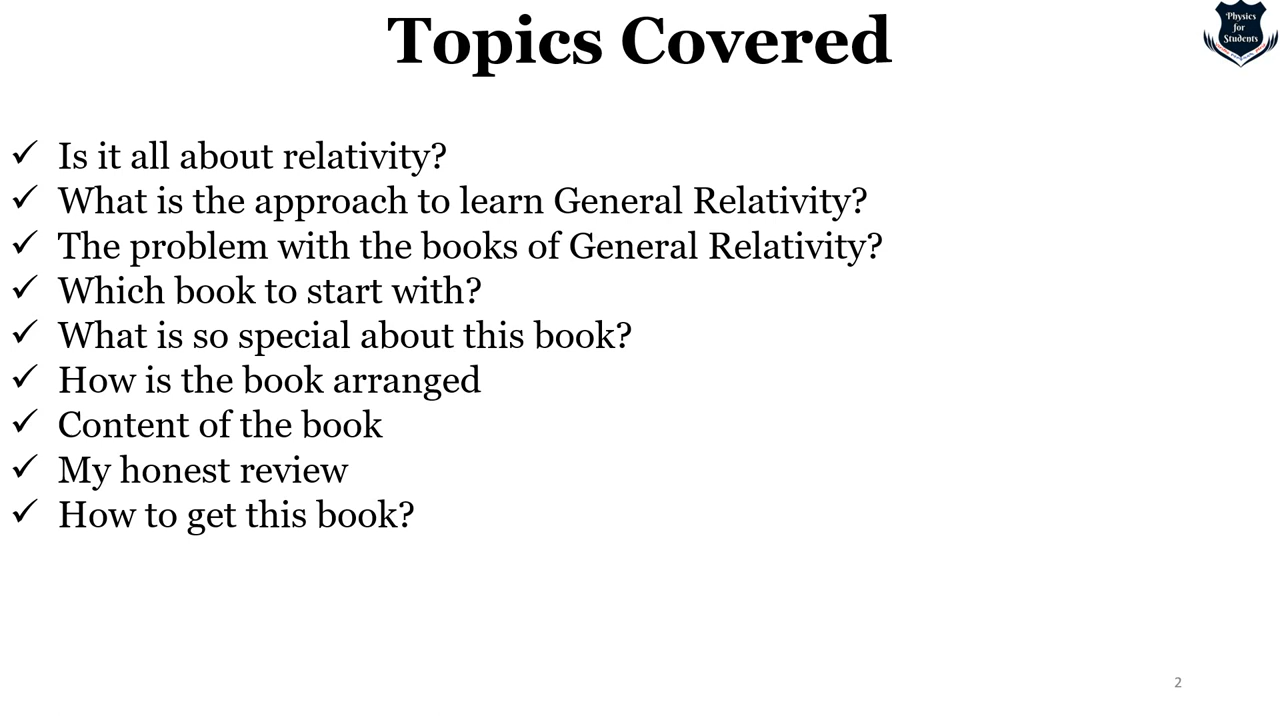 Topics Covered
Physics
for
Students
✓ Is it all about relativity?
✓ What is the approach to learn General Relativity?
✓ The problem with the books of General Relativity?
✓ Which book to start with?
✓ What is so special about this book?
✓ How is the book arranged
✓ Content of the book
✓ My honest review
✓ How to get this book?
2